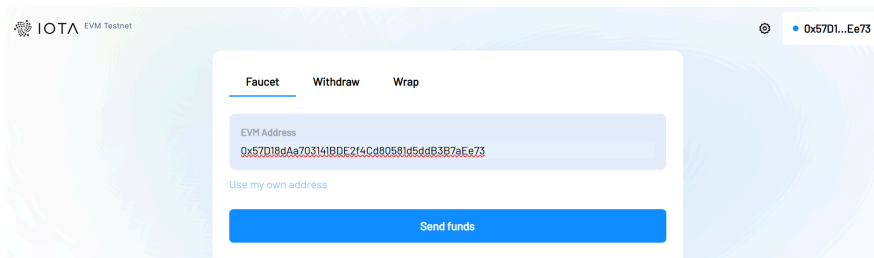 IOTA EVM Testnet
0x57D1...Ee73
Faucet Withdraw Wrap
EVM Address
0x57D18dAa703141BDE2f4Cd80581d5ddB3B7aEe73
Use my own address
Send funds